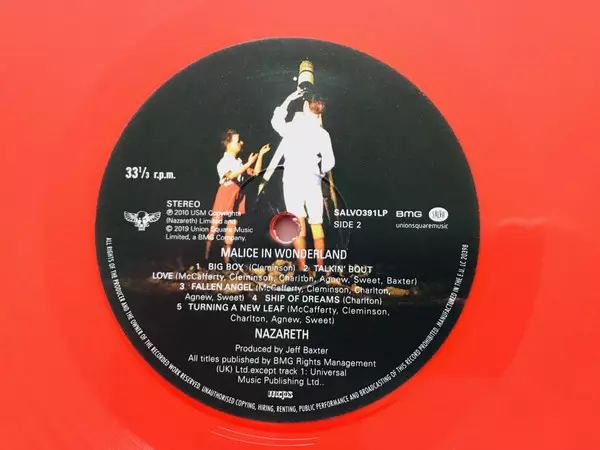 33¹/₃ r.p.m.
STEREO
℗ 2010 USM Copyrights
(Nazareth) Limited and
© 2019 Union Square Music
Limited, a BMG Company.
SALVO391LP
SIDE 2
BMG
unionsquaremusic
MALICE IN WONDERLAND
1 BIG BOY (Cleminson) 2 TALKIN' BOUT
LOVE (McCafferty, Cleminson, Charlton, Agnew, Sweet, Baxter)
3 FALLEN ANGEL (McCafferty, Cleminson, Charlton,
Agnew, Sweet) 4 SHIP OF DREAMS (Charlton)
5 TURNING A NEW LEAF (McCafferty, Cleminson,
Charlton, Agnew, Sweet)
NAZARETH
Produced by Jeff Baxter
All titles published by BMG Rights Management
(UK) Ltd.except track 1: Universal
Music Publishing Ltd..
mcps
ALL RIGHTS OF THE PRODUCER AND THE OWNER OF THE RECORDED WORK RESERVED. UNAUTHORISED COPYING, HIRING, RENTING, PUBLIC PERFORMANCE AND BROADCASTING OF THIS RECORD PROHIBITED. MANUFACTURED IN THE E.U. LC 20398